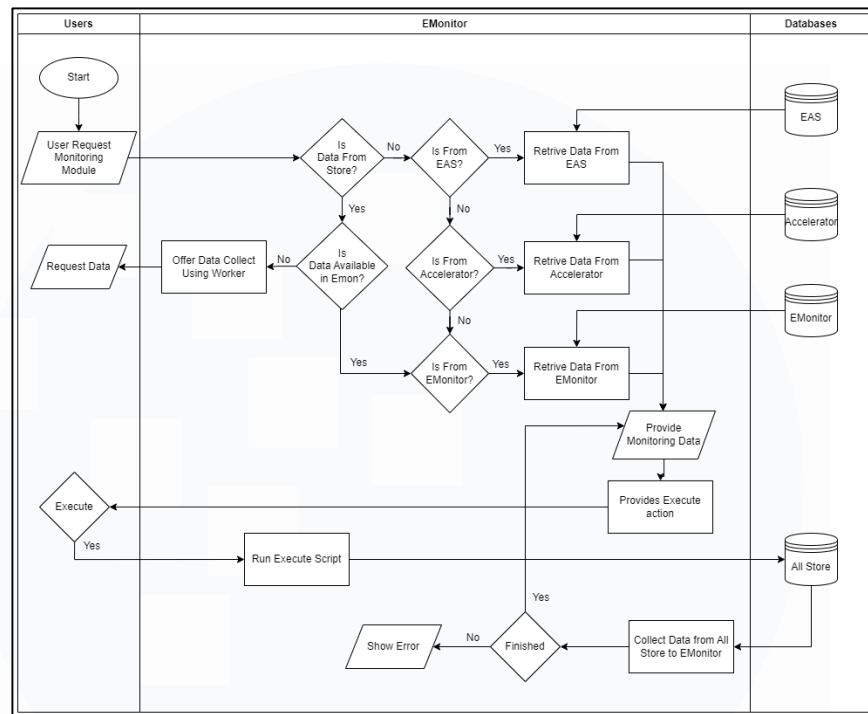 Users
EMonitor
Databases
Start
EAS
User Request
Monitoring
Module
Is
Data From
Store?
No
Is From
EAS?
Yes
Retrive Data From
EAS
Yes
No
Accelerator
Request Data
Offer Data Collect
Using Worker
No
Is
Data Available
in Emon?
Is From
Accelerator?
Yes
Retrive Data From
Accelerator
No
EMonitor
Yes
Is From
EMonitor?
Yes
Retrive Data From
EMonitor
Provide
Monitoring Data
Execute
Provides Execute
action
Yes
Run Execute Script
All Store
Yes
Show Error
No
Finished
Collect Data from All
Store to EMonitor